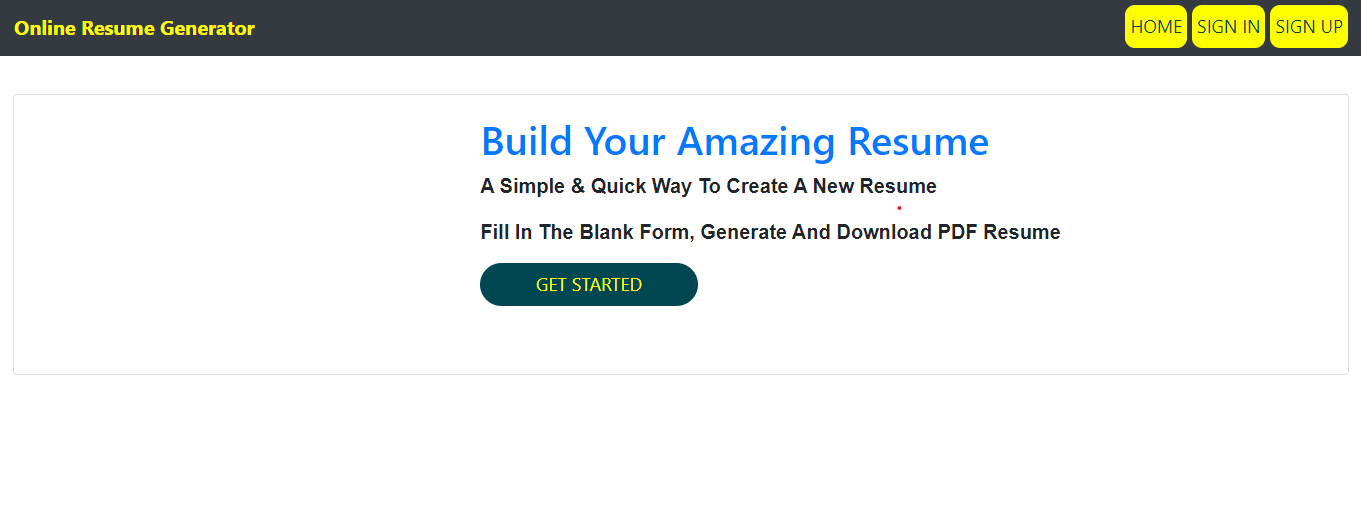 Online Resume Generator
HOME SIGN IN SIGN UP
Build Your Amazing Resume
A Simple & Quick Way To Create A New Resume
Fill In The Blank Form, Generate And Download PDF Resume
GET STARTED